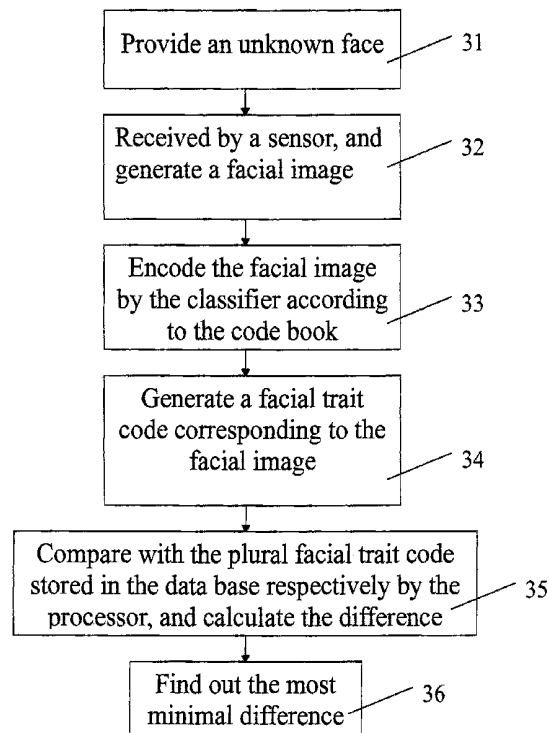 Provide an unknown face
31
Received by a sensor, and
generate a facial image
32
Encode the facial image
by the classifier according
to the code book
33
Generate a facial trait
code corresponding to the
facial image
34
Compare with the plural facial trait code
stored in the data base respectively by the
processor, and calculate the difference
35
Find out the most
minimal difference
36